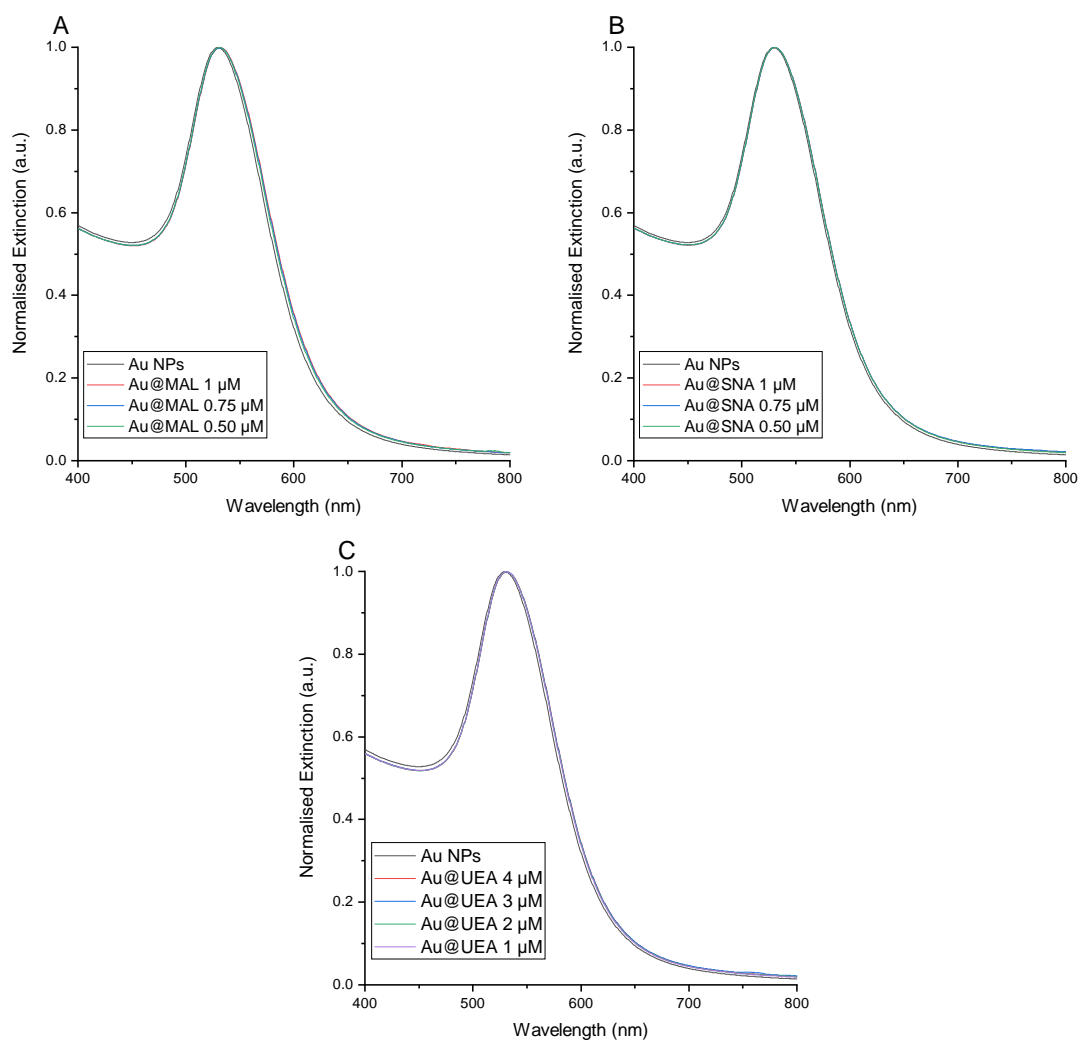 A
Normalised Extinction (a.u.)
1.0
0.8
0.6
0.4
0.2
0.0
Au NPs
Au@MAL 1 µM
Au@MAL 0.75 µM
Au@MAL 0.50 µM
400 500 600 700 800
Wavelength (nm)
B
Normalised Extinction (a.u.)
1.0
0.8
0.6
0.4
0.2
0.0
Au NPs
Au@SNA 1 µM
Au@SNA 0.75 µM
Au@SNA 0.50 µM
400 500 600 700 800
Wavelength (nm)
C
Normalised Extinction (a.u.)
1.0
0.8
0.6
0.4
0.2
0.0
Au NPs
Au@UEA 4 µM
Au@UEA 3 µM
Au@UEA 2 µM
Au@UEA 1 µM
400 500 600 700 800
Wavelength (nm)